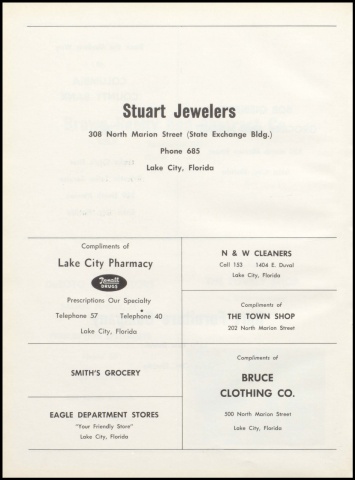 Stuart Jewelers
308 North Marion Street (State Exchange Bldg.)
Phone 685
Lake City, Florida
Compliments of
Lake City Pharmacy
Rexall
DRUGS
Prescriptions Our Specialty
Telephone 57 Telephone 40
Lake City, Florida
SMITH'S GROCERY
EAGLE DEPARTMENT STORES
"Your Friendly Store"
Lake City, Florida
N & W CLEANERS
Call 153 1404 E. Duval
Lake City, Florida
Compliments of
THE TOWN SHOP
202 North Marion Street
Compliments of
BRUCE
CLOTHING CO.
300 North Marion Street
Lake City, Florida